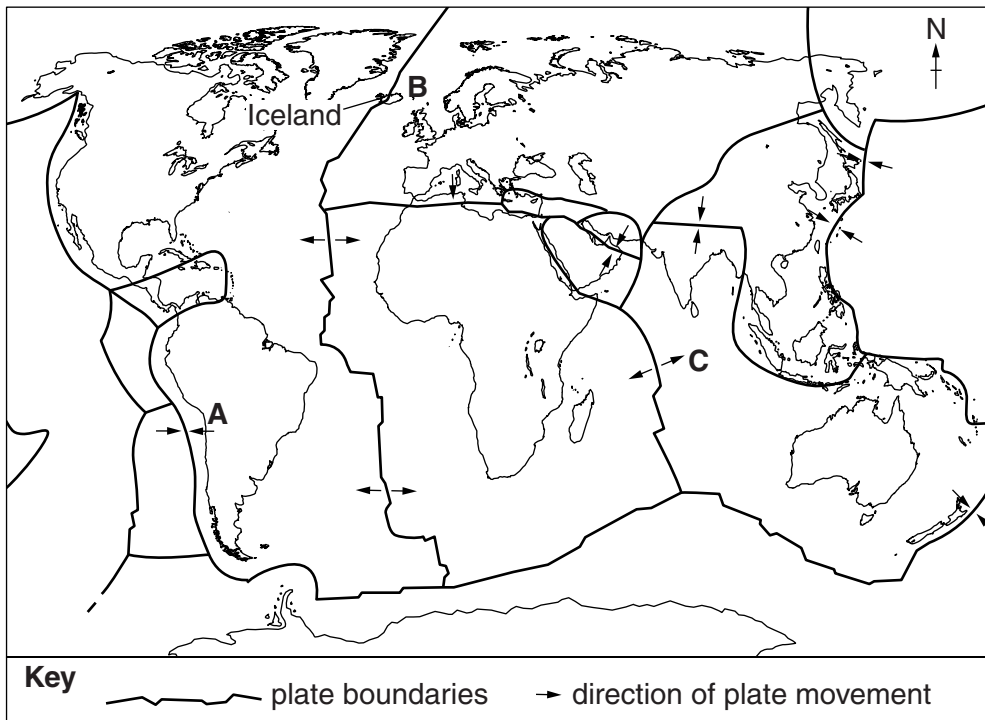 N
B
Iceland
C
A
Key
plate boundaries
direction of plate movement